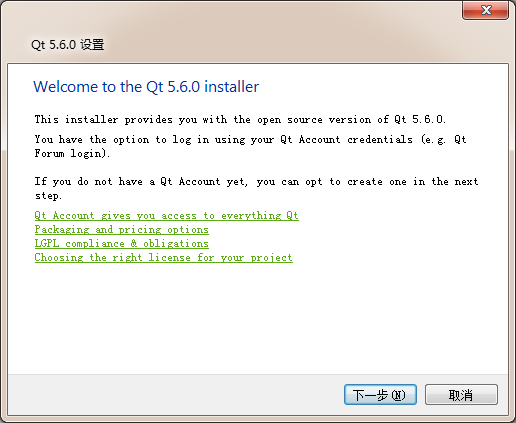 Qt 5.6.0 设置
Welcome to the Qt 5.6.0 installer
This installer provides you with the open source version of Qt 5.6.0.
You have the option to log in using your Qt Account credentials (e.g. Qt
Forum login).
If you do not have a Qt Account yet, you can opt to create one in the next
step.
Qt Account gives you access to everything Qt
Packaging and pricing options
LGPL compliance & obligations
Choosing the right license for your project
下一步(N) 取消